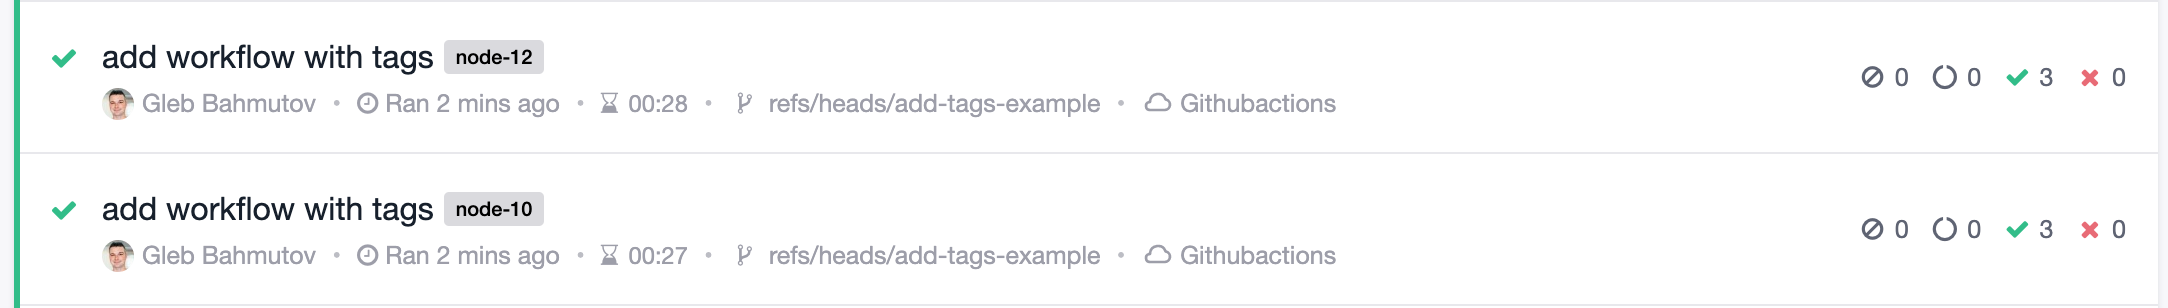 add workflow with tags node-12
Gleb Bahmutov • Ran 2 mins ago • 00:28 • refs/heads/add-tags-example • Githubactions
0 0 3 0
add workflow with tags node-10
Gleb Bahmutov • Ran 2 mins ago • 00:27 • refs/heads/add-tags-example • Githubactions
0 0 3 0